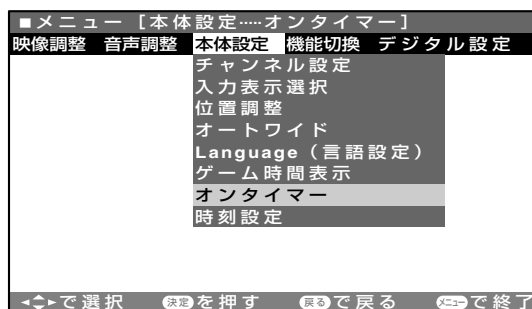 ■メニュー [本体設定……オンタイマー]
映像調整 音声調整 本体設定 機能切換 デジタル設定
チャンネル設定
入力表示選択
位置調整
オートワイド
Language（言語設定）
ゲーム時間表示
オンタイマー
時刻設定
で選択 決定を押す 戻るで戻る メニューで終了